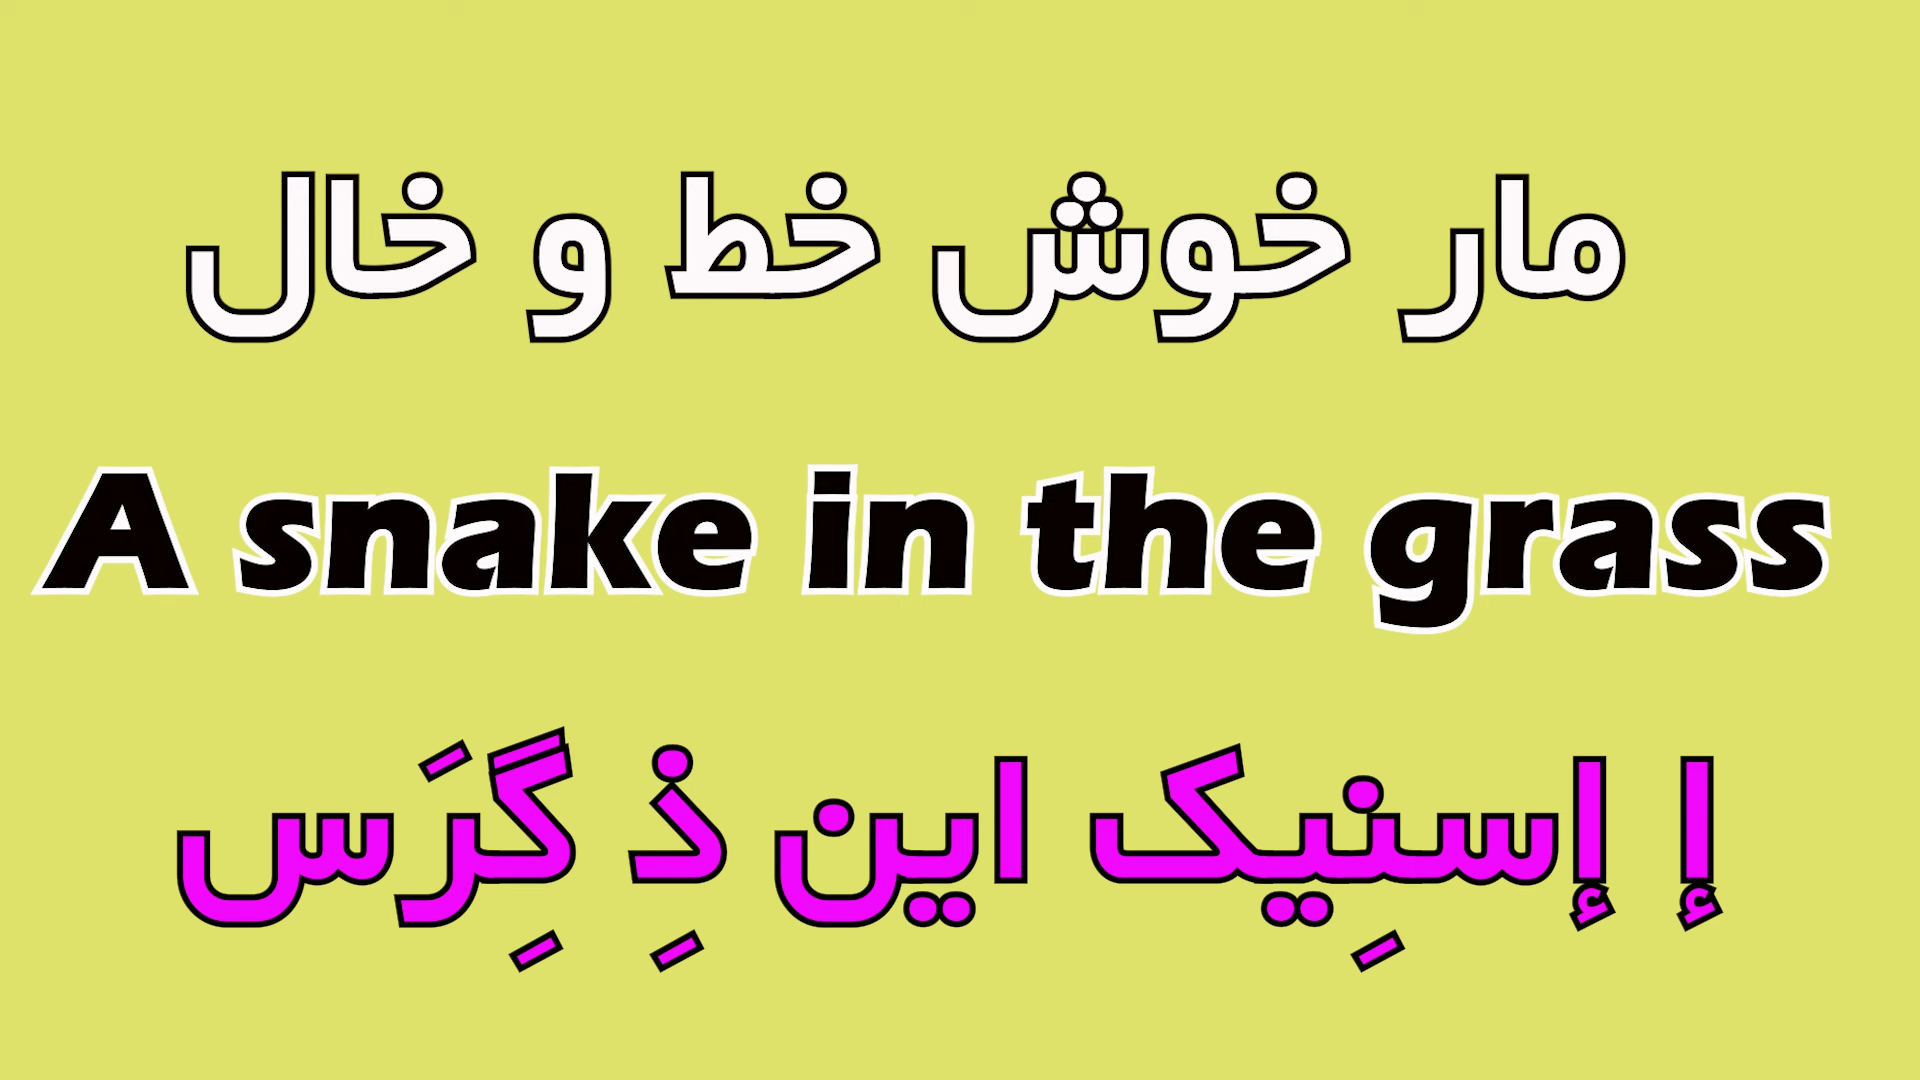 مار خوش خط و خال
A snake in the grass
إ إسنِیک این ذِ گِرَس